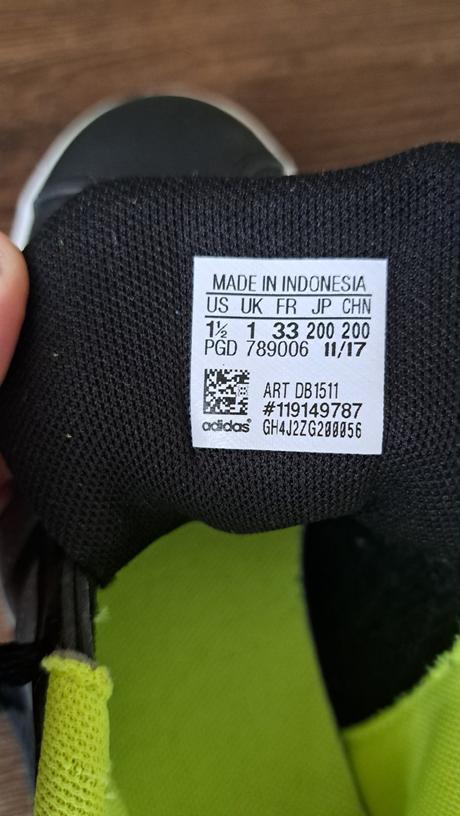 MADE IN INDONESIA
US UK FR JP CHN
1½ 1 33 200 200
PGD 789006 11/17
ART DB1511
#119149787
adidas® GH4J2ZG200056